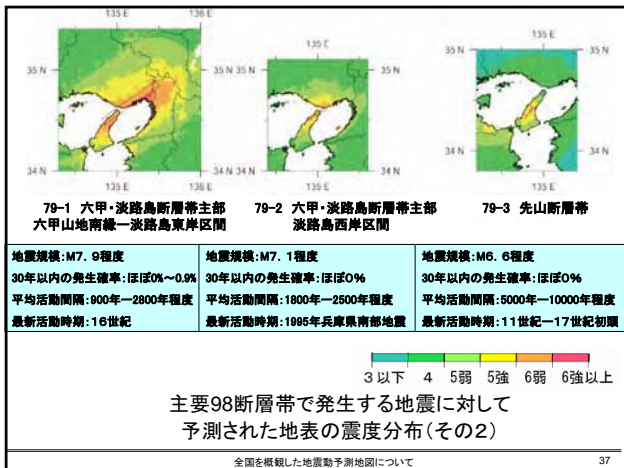 135 E
136 E
35 N
34 N
135 E
135 E
35 N
34 N
135 E
135 E
35 N
34 N
135 E
79-1 六甲・淡路島断層帯主部
六甲山地南縁ー淡路島東岸区間
79-2 六甲・淡路島断層帯主部
淡路島西岸区間
79-3 先山断層帯
地震規模:M7.9程度
30年以内の発生確率:ほぼ0%~0.9%
平均活動間隔:900年ー2800年程度
最新活動時期:16世紀
地震規模:M7.1程度
30年以内の発生確率:ほぼ0%
平均活動間隔:1800年ー2500年程度
最新活動時期:1995年兵庫県南部地震
地震規模:M6.6程度
30年以内の発生確率:ほぼ0%
平均活動間隔:5000年ー10000年程度
最新活動時期:11世紀ー17世紀初頭
3以下 4 5弱 5強 6弱 6強以上
主要98断層帯で発生する地震に対して
予測された地表の震度分布(その2)
全国を概観した地震動予測地図について 37